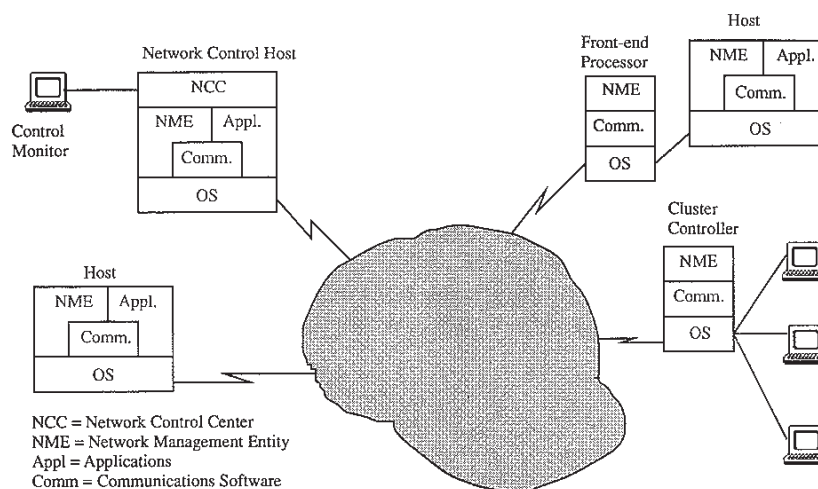 Network Control Host
NCC
NME
Appl.
Comm.
OS
Control
Monitor
Front-end
Processor
NME
Comm.
OS
Host
NME
Appl.
Comm.
OS
Cluster
Controller
NME
Comm.
OS
Host
NME
Appl.
Comm.
OS
NCC = Network Control Center
NME = Network Management Entity
Appl = Applications
Comm = Communications Software